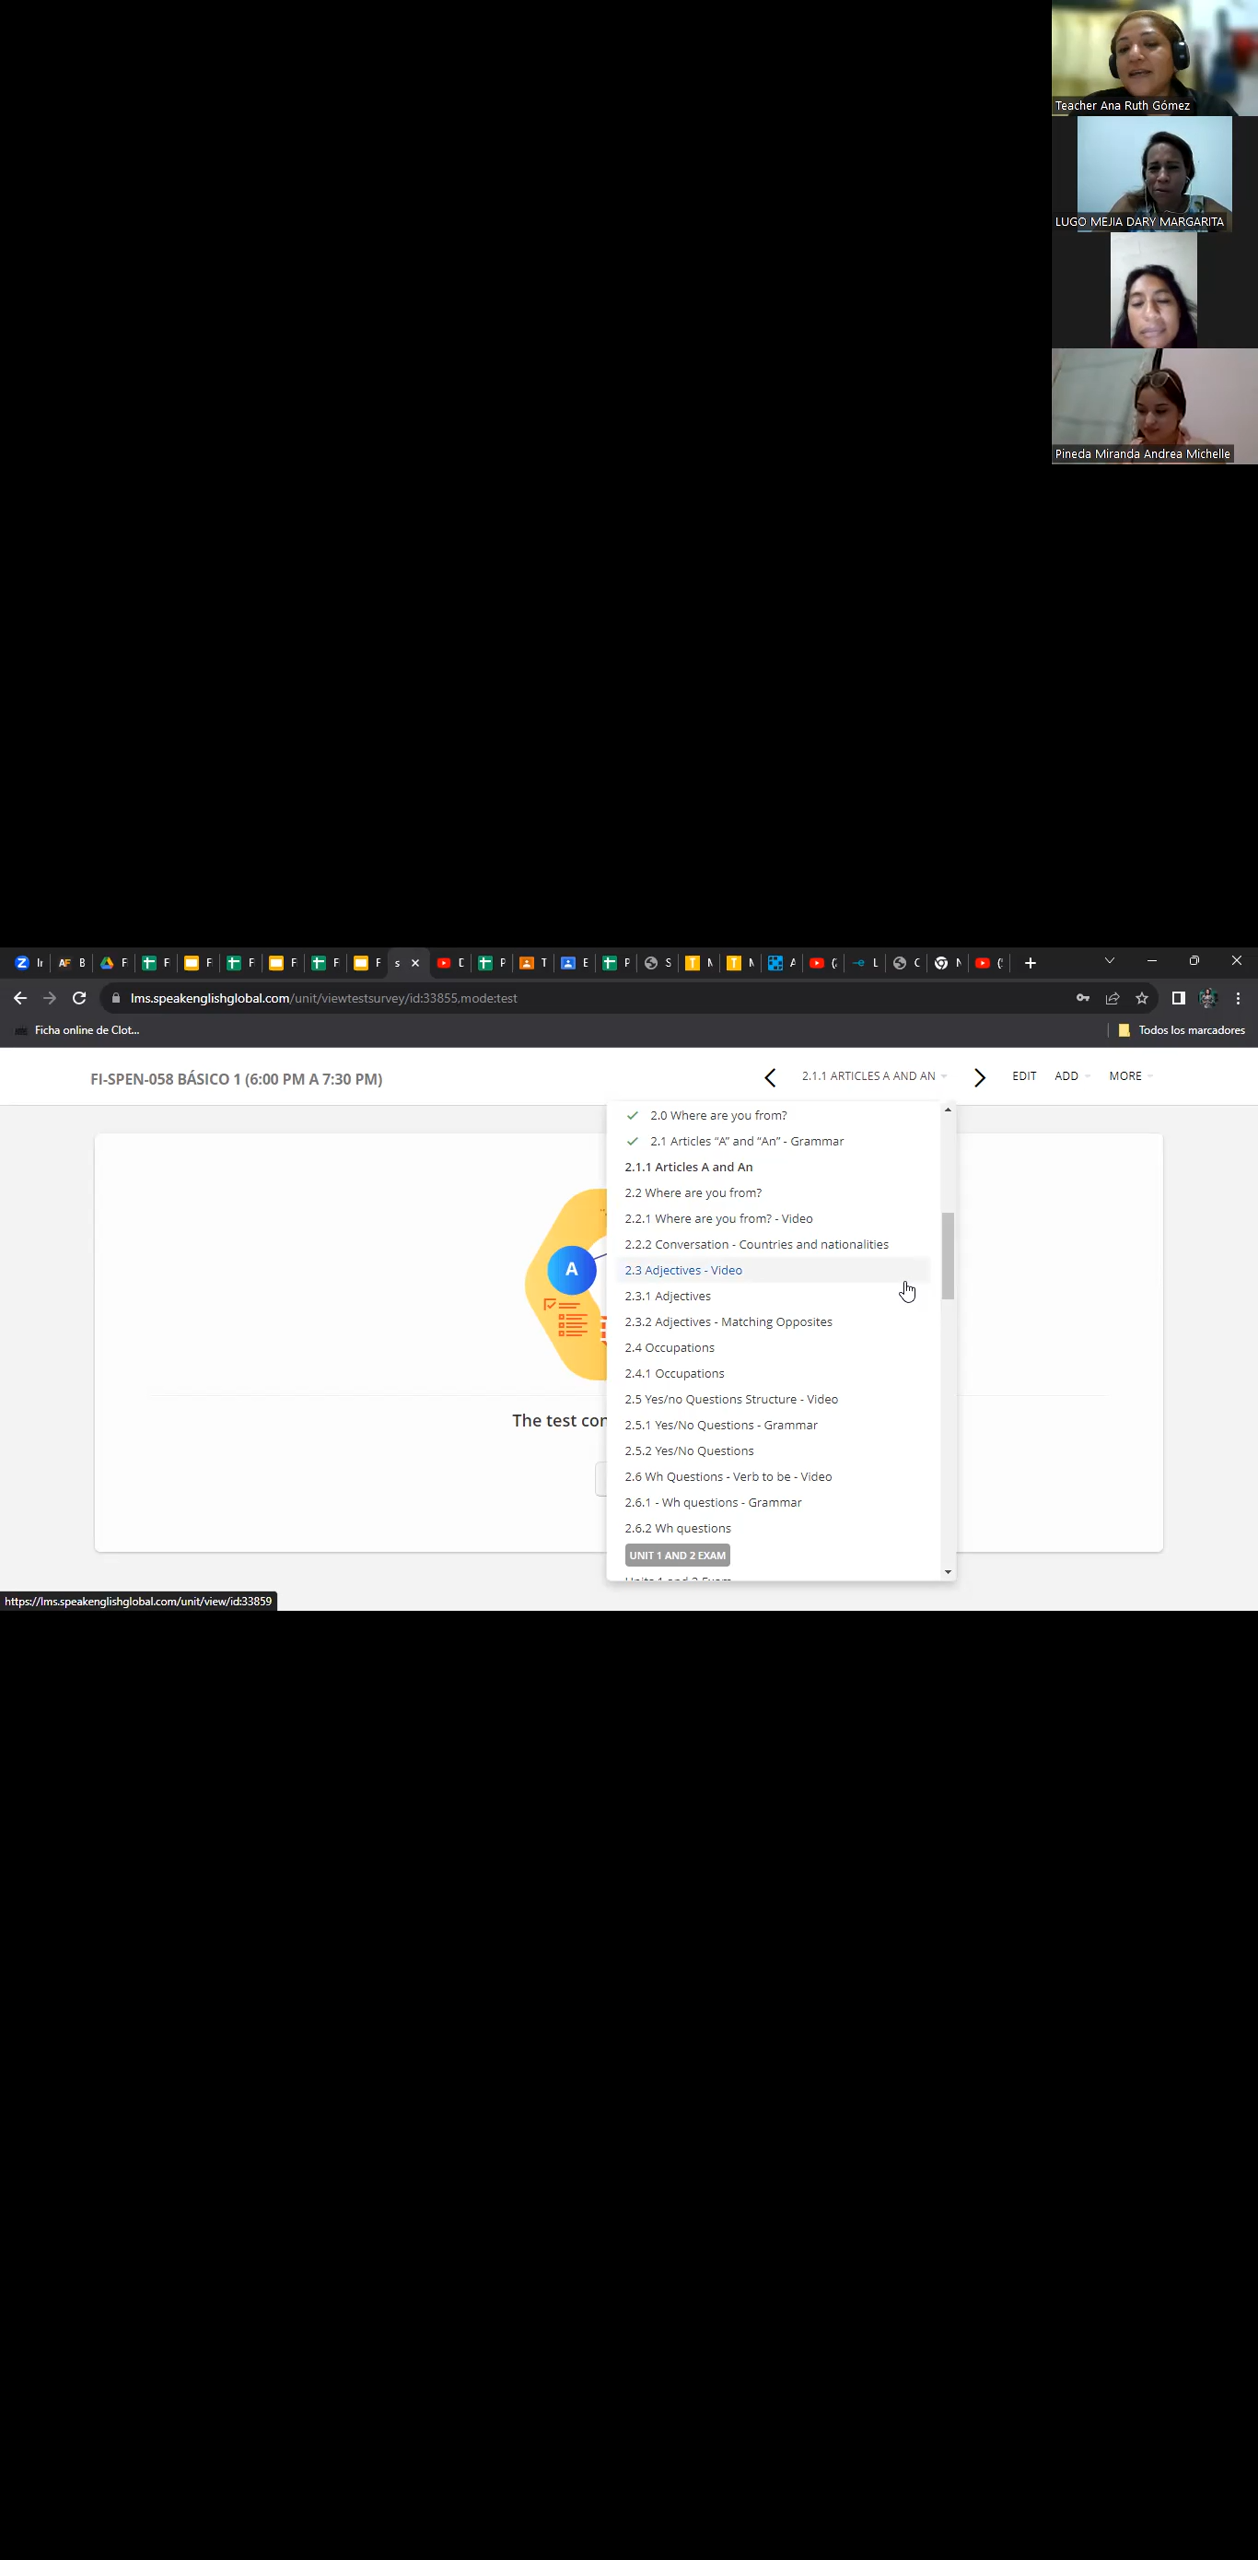 Teacher Ana Ruth Gómez
LUGO MEJIA DARY MARGARITA
Pineda Miranda Andrea Michelle
lms.speakenglishglobal.com/unit/viewtestsurvey/id:33855,mode:test
Ficha online de Clot...
Todos los marcadores
FI-SPEN-058 BÁSICO 1 (6:00 PM A 7:30 PM)
2.1.1 ARTICLES A AND AN
EDIT
ADD
MORE
2.0 Where are you from?
2.1 Articles “A” and “An” - Grammar
2.1.1 Articles A and An
2.2 Where are you from?
2.2.1 Where are you from? - Video
2.2.2 Conversation - Countries and nationalities
2.3 Adjectives - Video
2.3.1 Adjectives
2.3.2 Adjectives - Matching Opposites
2.4 Occupations
2.4.1 Occupations
2.5 Yes/no Questions Structure - Video
2.5.1 Yes/No Questions - Grammar
2.5.2 Yes/No Questions
2.6 Wh Questions - Verb to be - Video
2.6.1 - Wh questions - Grammar
2.6.2 Wh questions
UNIT 1 AND 2 EXAM
A
The test con
https://lms.speakenglishglobal.com/unit/view/id:33859